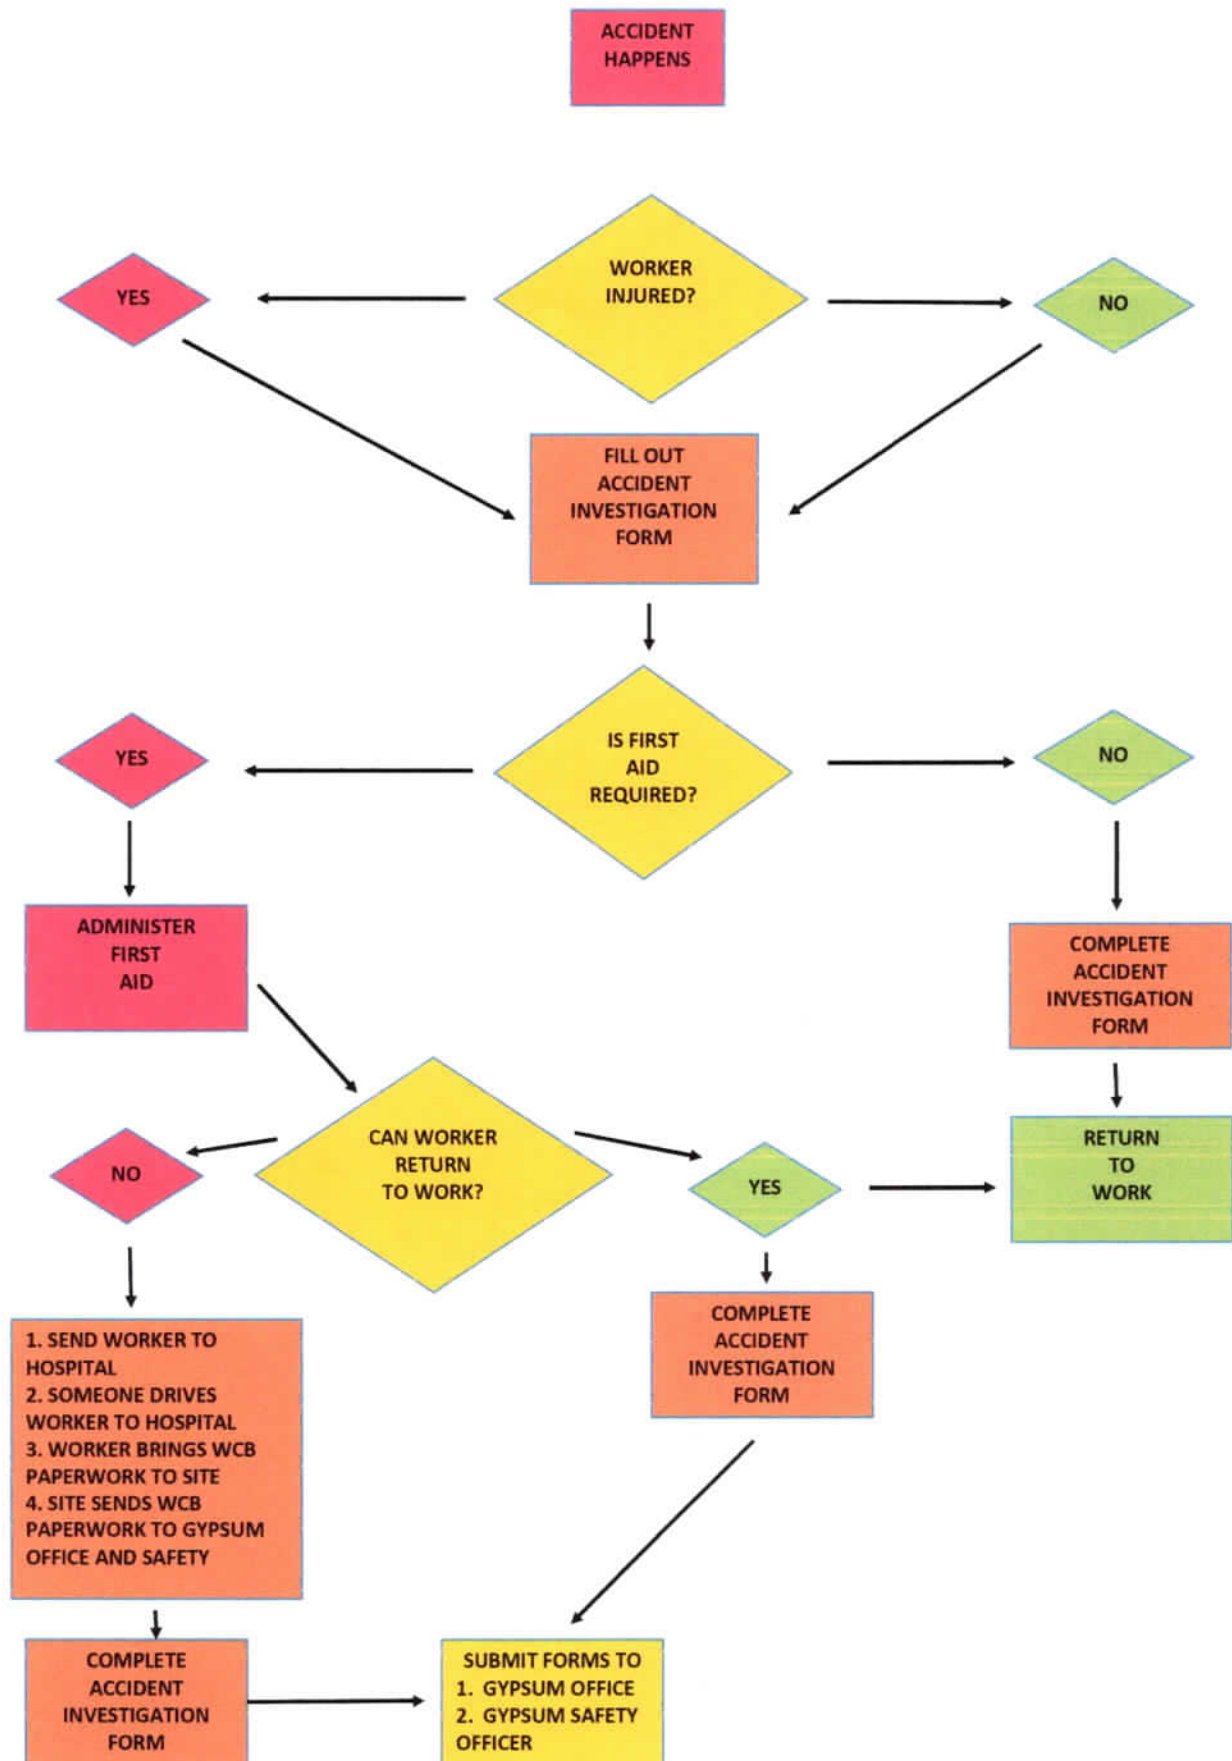 ACCIDENT
HAPPENS
WORKER
INJURED?
YES
NO
FILL OUT
ACCIDENT
INVESTIGATION
FORM
IS FIRST
AID
REQUIRED?
YES
NO
ADMINISTER
FIRST
AID
COMPLETE
ACCIDENT
INVESTIGATION
FORM
CAN WORKER
RETURN
TO WORK?
NO
YES
RETURN
TO
WORK
1. SEND WORKER TO
HOSPITAL
2. SOMEONE DRIVES
WORKER TO HOSPITAL
3. WORKER BRINGS WCB
PAPERWORK TO SITE
4. SITE SENDS WCB
PAPERWORK TO GYPSUM
OFFICE AND SAFETY
COMPLETE
ACCIDENT
INVESTIGATION
FORM
COMPLETE
ACCIDENT
INVESTIGATION
FORM
SUBMIT FORMS TO
1. GYPSUM OFFICE
2. GYPSUM SAFETY
OFFICER